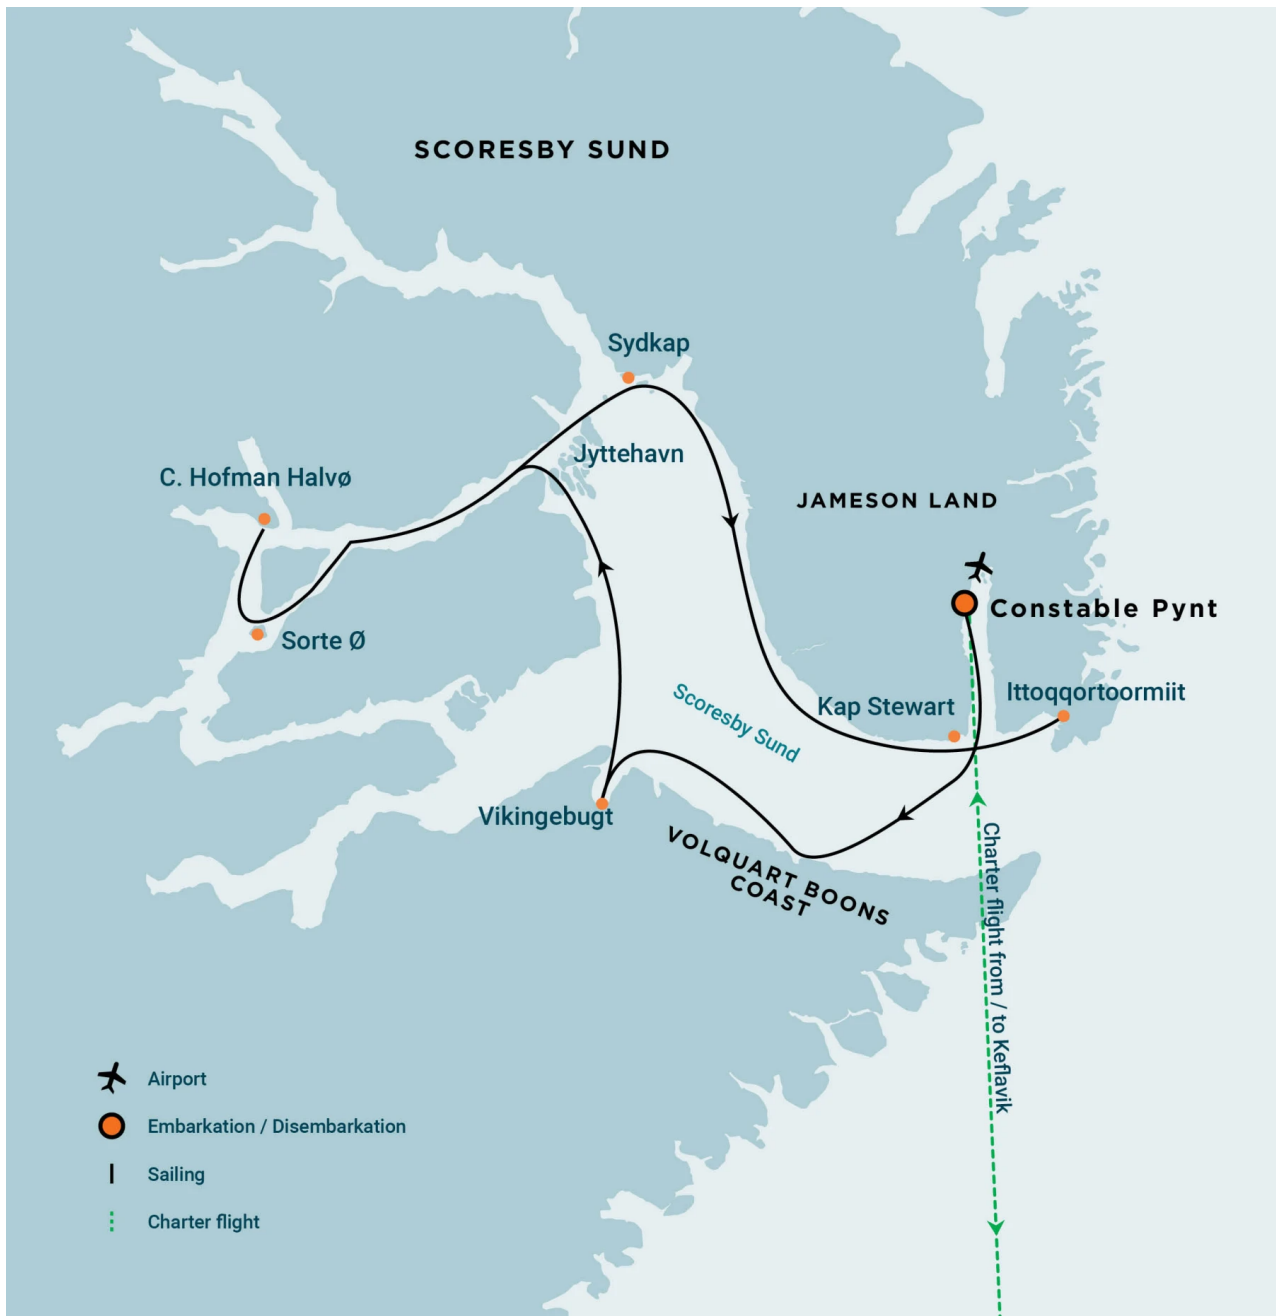 SCORESBY SUND
Sydkap
Jyttehavn
C. Hofman Halvø
JAMESON LAND
Constable Pynt
Sorte Ø
Ittoqqortoormiit
Kap Stewart
Scoresby Sund
Vikingebugt
VOLQUART BOONS
COAST
Charter flight from / to Keflavik
Airport
Embarkation / Disembarkation
Sailing
Charter flight